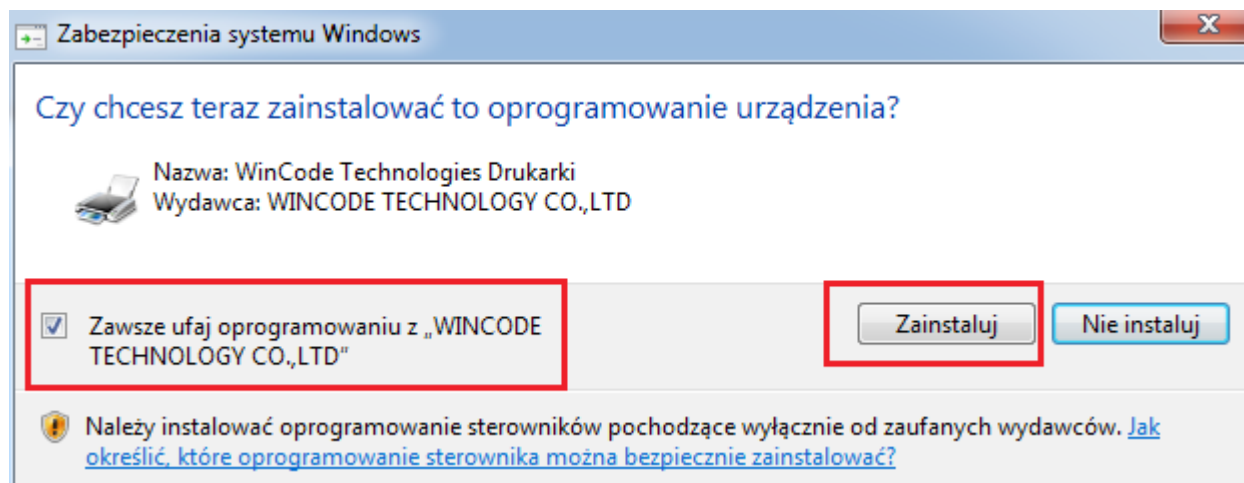 Zabezpieczenia systemu Windows
Czy chcesz teraz zainstalować to oprogramowanie urządzenia?
Nazwa: WinCode Technologies Drukarki
Wydawca: WINCODE TECHNOLOGY CO.,LTD
Zawsze ufaj oprogramowaniu z „WINCODE
TECHNOLOGY CO.,LTD”
Zainstaluj
Nie instaluj
Należy instalować oprogramowanie sterowników pochodzące wyłącznie od zaufanych wydawców. Jak
określić, które oprogramowanie sterownika można bezpiecznie zainstalować?